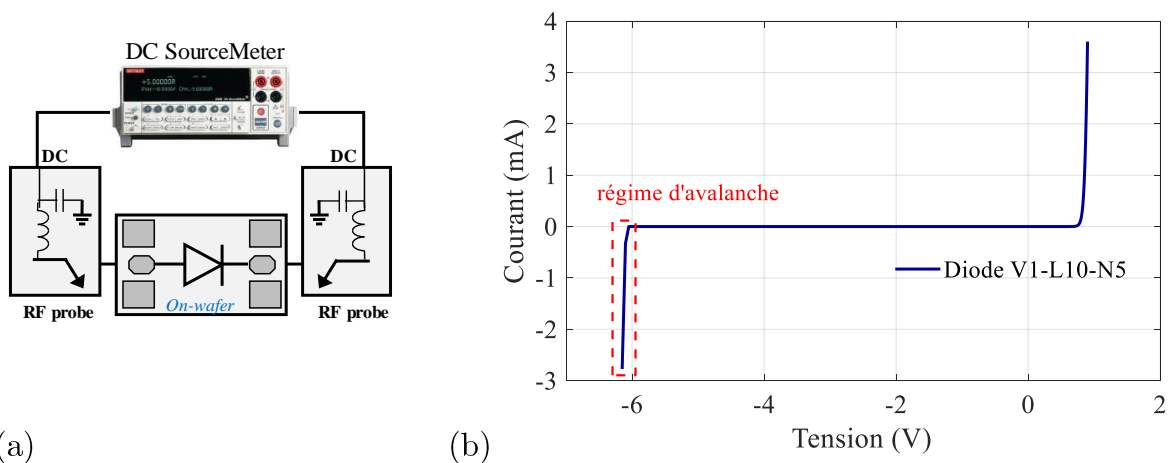 DC SourceMeter
DC
DC
RF probe
On-wafer
RF probe
(a)
4
3
2
1
0
-1
-2
-3
Courant (mA)
régime d'avalanche
Diode V1-L10-N5
-6
-4
-2
0
2
Tension (V)
(b)